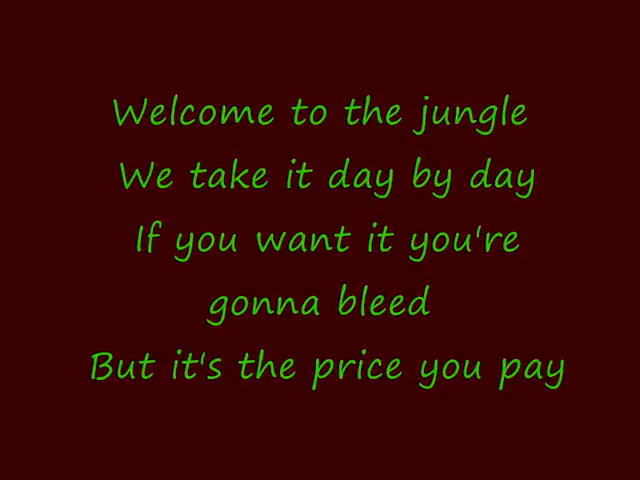 Welcome to the jungle
We take it day by day
If you want it you're
gonna bleed
But it's the price you pay